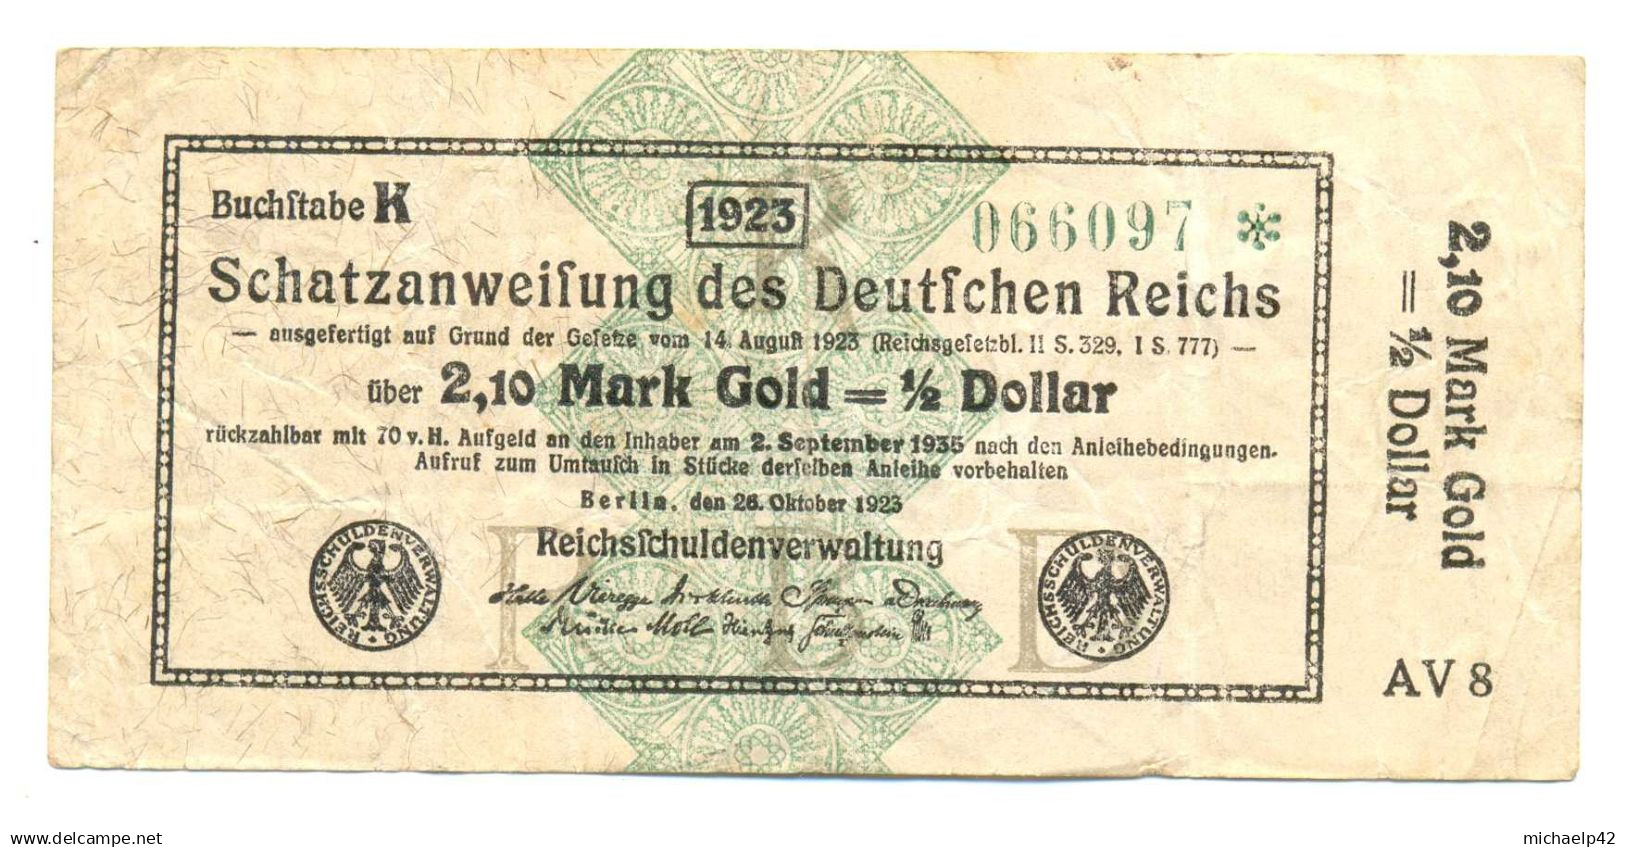 Buchſtabe K
1923
066097 *
Schatzanweiſung des Deutſchen Reichs
— ausgefertigt auf Grund der Geſetze vom 14. Auguſt 1923 (Reichsgeſetzbl. II S. 329, I S. 777) —
über 2,10 Mark Gold = ½ Dollar
rückzahlbar mit 70 v. H. Aufgeld an den Inhaber am 2. September 1935 nach den Anleihebedingungen.
Aufruf zum Umtauſch in Stücke derſelben Anleihe vorbehalten
Berlin, den 26. Oktober 1923
Reichsſchuldenverwaltung
Halle Vieregge
Moll
REICHSSCHULDENVERWALTUNG
REICHSSCHULDENVERWALTUNG
2,10 Mark Gold
= ½ Dollar
AV 8
www.delcampe.net
michaelp42